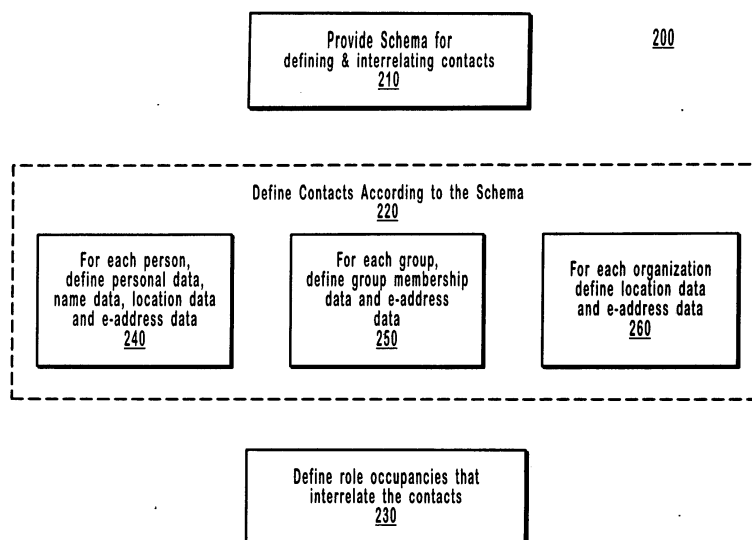 Provide Schema for
defining & interrelating contacts
210
200
Define Contacts According to the Schema
220
For each person,
define personal data,
name data, location data
and e-address data
240
For each group,
define group membership
data and e-address
data
250
For each organization
define location data
and e-address data
260
Define role occupancies that
interrelate the contacts
230